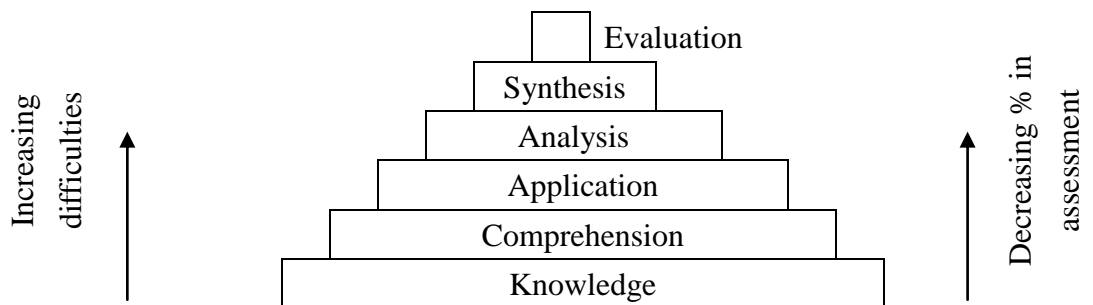 Evaluation
Synthesis
Analysis
Application
Comprehension
Knowledge
Increasing
difficulties
Decreasing % in
assessment